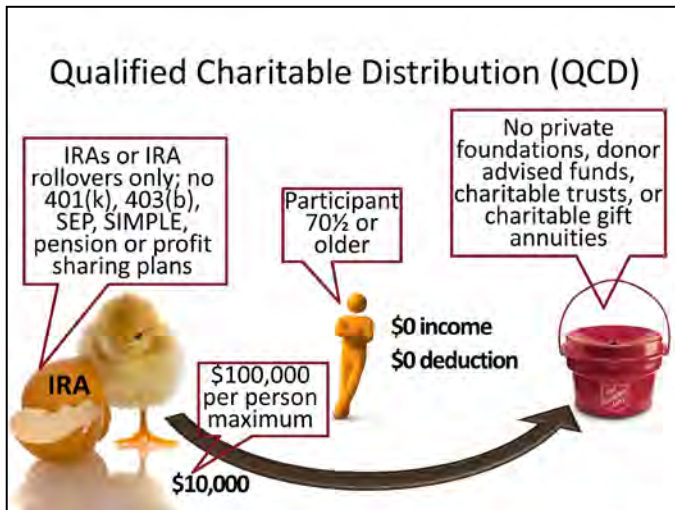 Qualified Charitable Distribution (QCD)
IRAs or IRA
rollovers only; no
401(k), 403(b),
SEP, SIMPLE,
pension or profit
sharing plans
Participant
70½ or
older
No private
foundations, donor
advised funds,
charitable trusts, or
charitable gift
annuities
$0 income
$0 deduction
IRA
$100,000
per person
maximum
$10,000